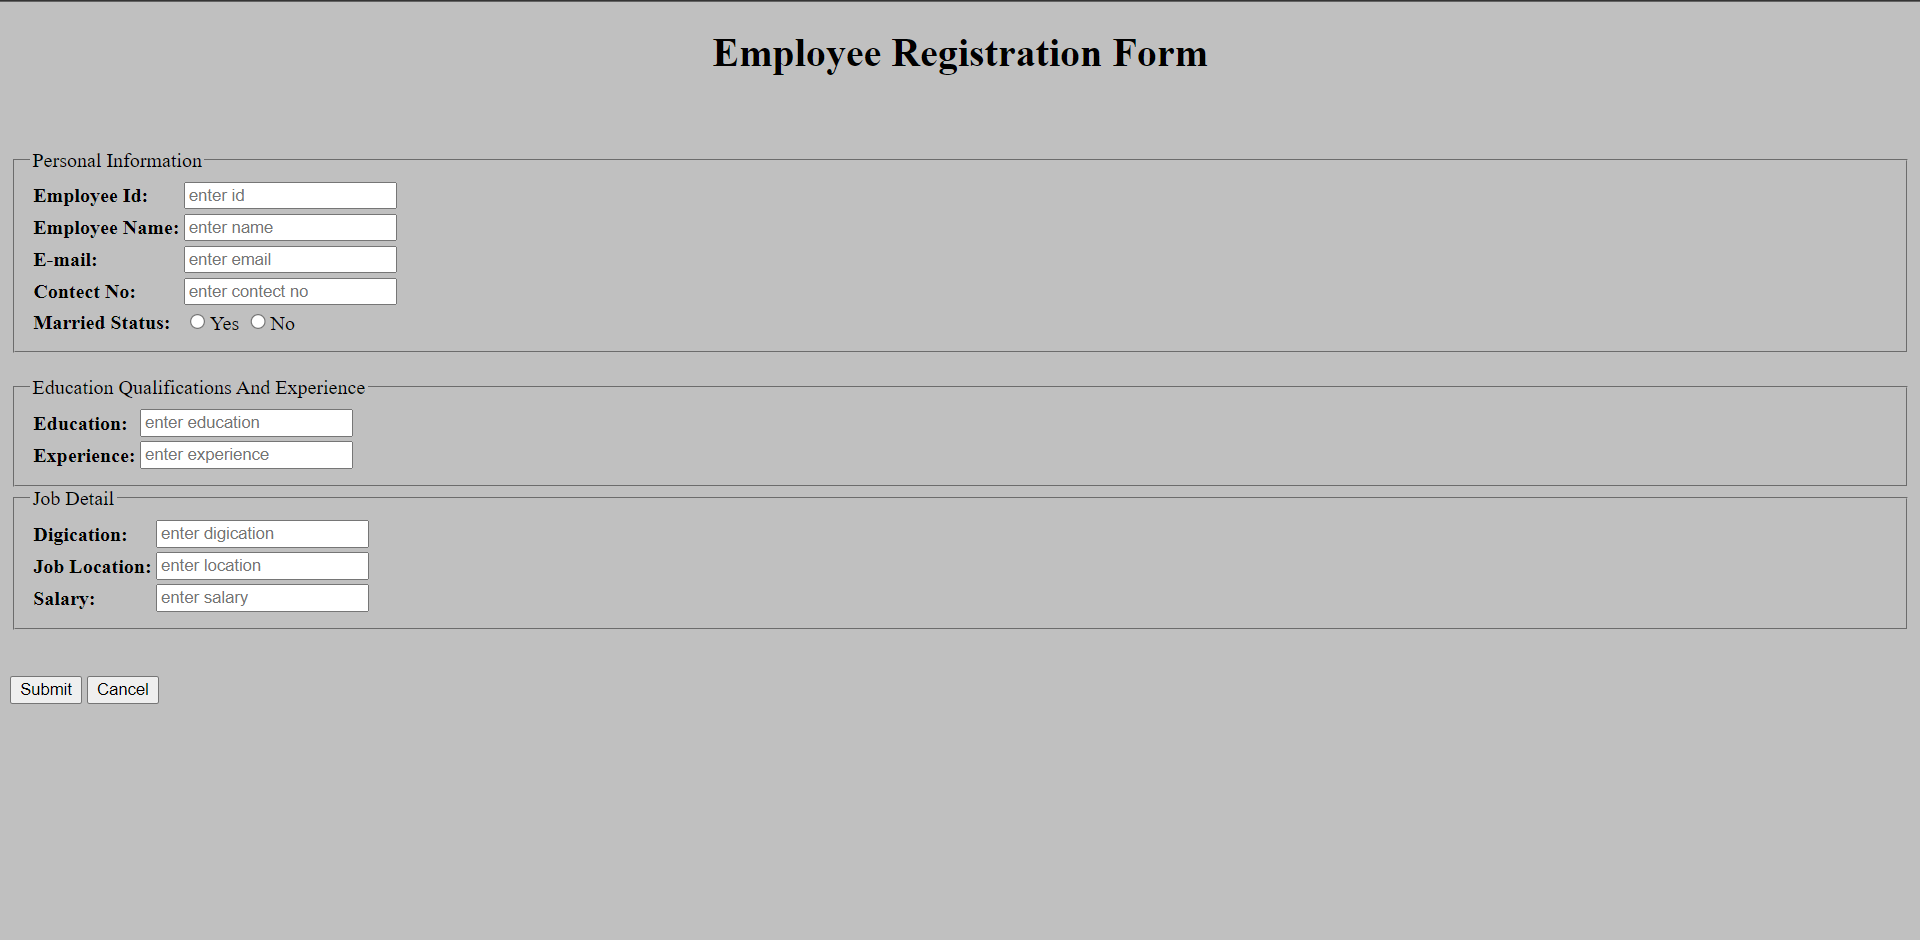 Employee Registration Form
Personal Information
Employee Id: enter id
Employee Name: enter name
E-mail: enter email
Contect No: enter contect no
Married Status: Yes No
Education Qualifications And Experience
Education: enter education
Experience: enter experience
Job Detail
Digication: enter digication
Job Location: enter location
Salary: enter salary
Submit Cancel